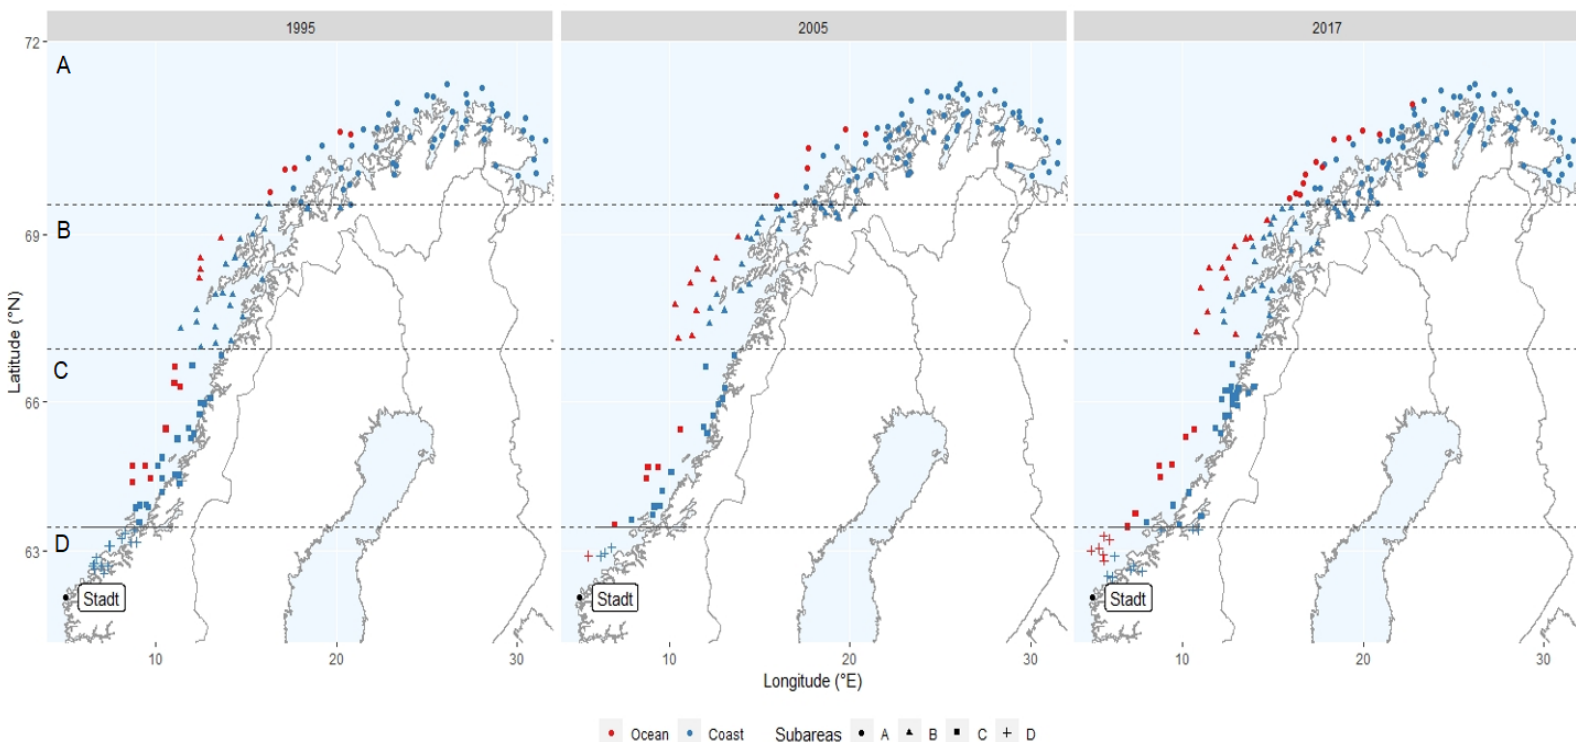 1995 2005 2017
72
A
B
69
C
66
D
63
Stadt Stadt Stadt
10 20 30 10 20 30 10 20 30
Latitude (°N)
Longitude (°E)
Ocean Coast Subareas A B C D